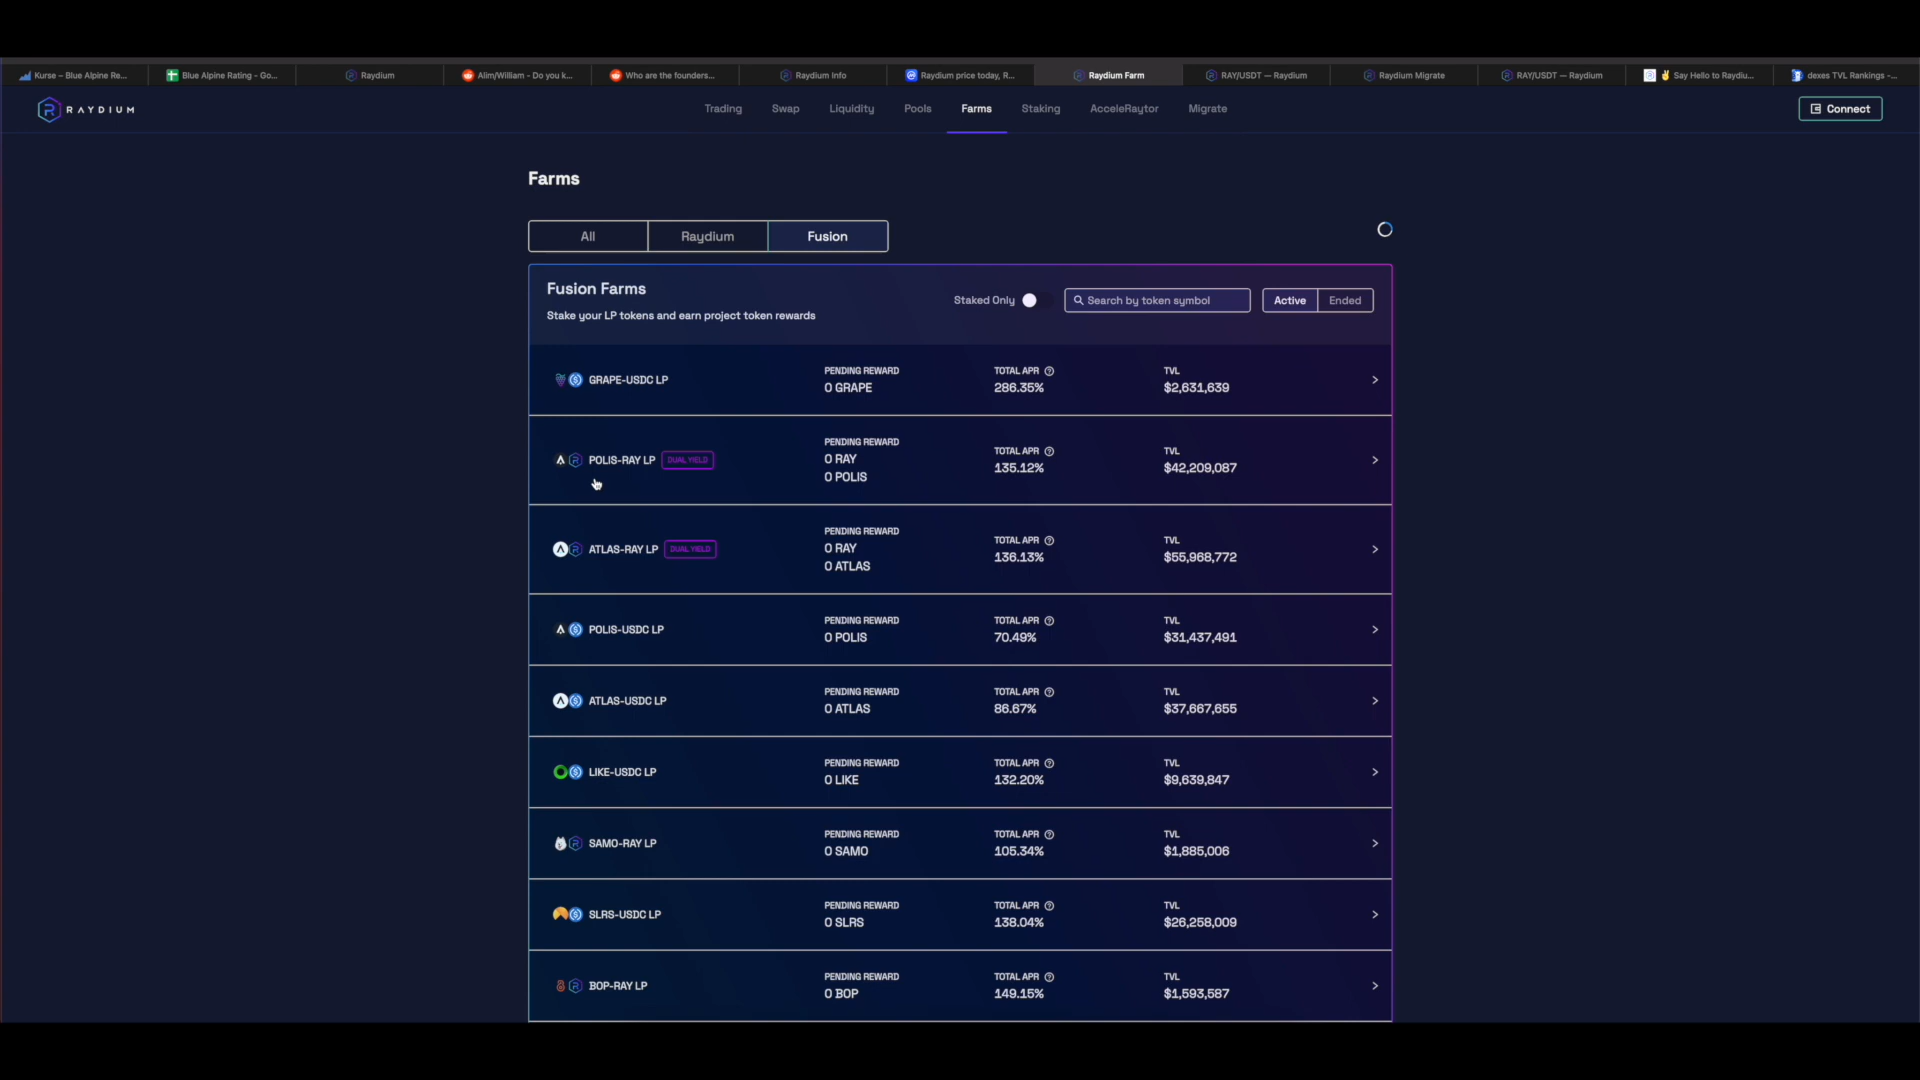 Kurse – Blue Alpine Re...
Blue Alpine Rating - Go...
Raydium
Alim/William - Do you k...
Who are the founders...
Raydium Info
Raydium price today, R...
Raydium Farm
RAY/USDT — Raydium
Raydium Migrate
RAY/USDT — Raydium
✌ Say Hello to Raydiu...
dexes TVL Rankings -...
RAYDIUM
Trading
Swap
Liquidity
Pools
Farms
Staking
AcceleRaytor
Migrate
Connect
Farms
All
Raydium
Fusion
Fusion Farms
Stake your LP tokens and earn project token rewards
Staked Only
Search by token symbol
Active
Ended
GRAPE-USDC LP
PENDING REWARD
0 GRAPE
TOTAL APR
286.35%
TVL
$2,631,639
POLIS-RAY LP
DUAL YIELD
PENDING REWARD
0 RAY
0 POLIS
TOTAL APR
135.12%
TVL
$42,209,087
ATLAS-RAY LP
DUAL YIELD
PENDING REWARD
0 RAY
0 ATLAS
TOTAL APR
136.13%
TVL
$55,968,772
POLIS-USDC LP
PENDING REWARD
0 POLIS
TOTAL APR
70.49%
TVL
$31,437,491
ATLAS-USDC LP
PENDING REWARD
0 ATLAS
TOTAL APR
86.67%
TVL
$37,667,655
LIKE-USDC LP
PENDING REWARD
0 LIKE
TOTAL APR
132.20%
TVL
$9,639,847
SAMO-RAY LP
PENDING REWARD
0 SAMO
TOTAL APR
105.34%
TVL
$1,885,006
SLRS-USDC LP
PENDING REWARD
0 SLRS
TOTAL APR
138.04%
TVL
$26,258,009
BOP-RAY LP
PENDING REWARD
0 BOP
TOTAL APR
149.15%
TVL
$1,593,587